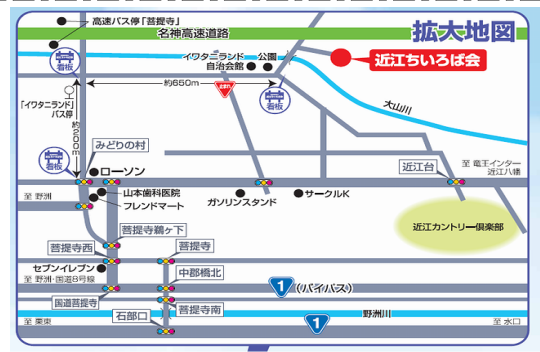 高速バス停「菩提寺」
名神高速道路
拡大地図
イワタニランド
自治会館
公園
近江ちいろば会
看板
約650m
止まれ
看板
大山川
「イワタニランド」
バス停
約200m
看板
みどりの村
ローソン
近江台
至 竜王インター
近江八幡
至 野洲
山本歯科医院
フレンドマート
ガソリンスタンド
サークルK
菩提寺鵜ヶ下
近江カントリー倶楽部
菩提寺西
菩提寺
セブンイレブン
至 野洲・国道8号線
中郡橋北
1
(バイパス)
国道菩提寺
菩提寺南
野洲川
至 栗東
石部口
1
至 水口